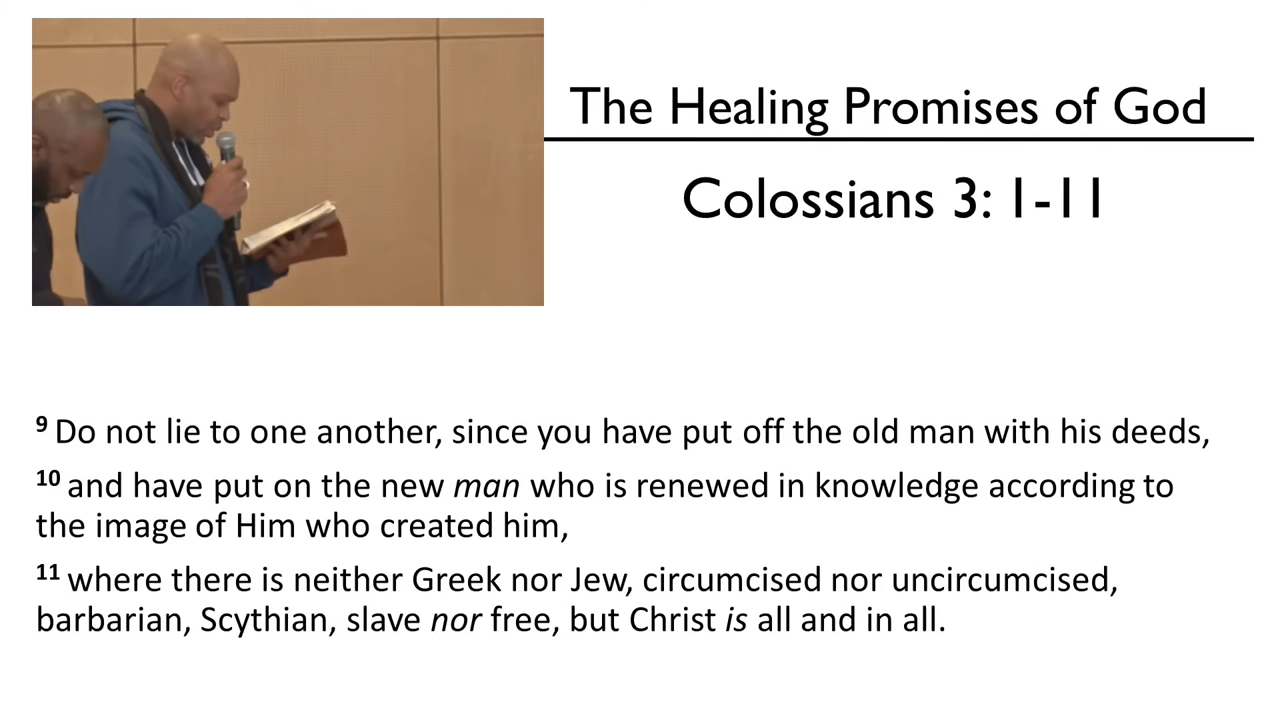 The Healing Promises of God
Colossians 3: 1-11
9 Do not lie to one another, since you have put off the old man with his deeds,
10 and have put on the new man who is renewed in knowledge according to
the image of Him who created him,
11 where there is neither Greek nor Jew, circumcised nor uncircumcised,
barbarian, Scythian, slave nor free, but Christ is all and in all.